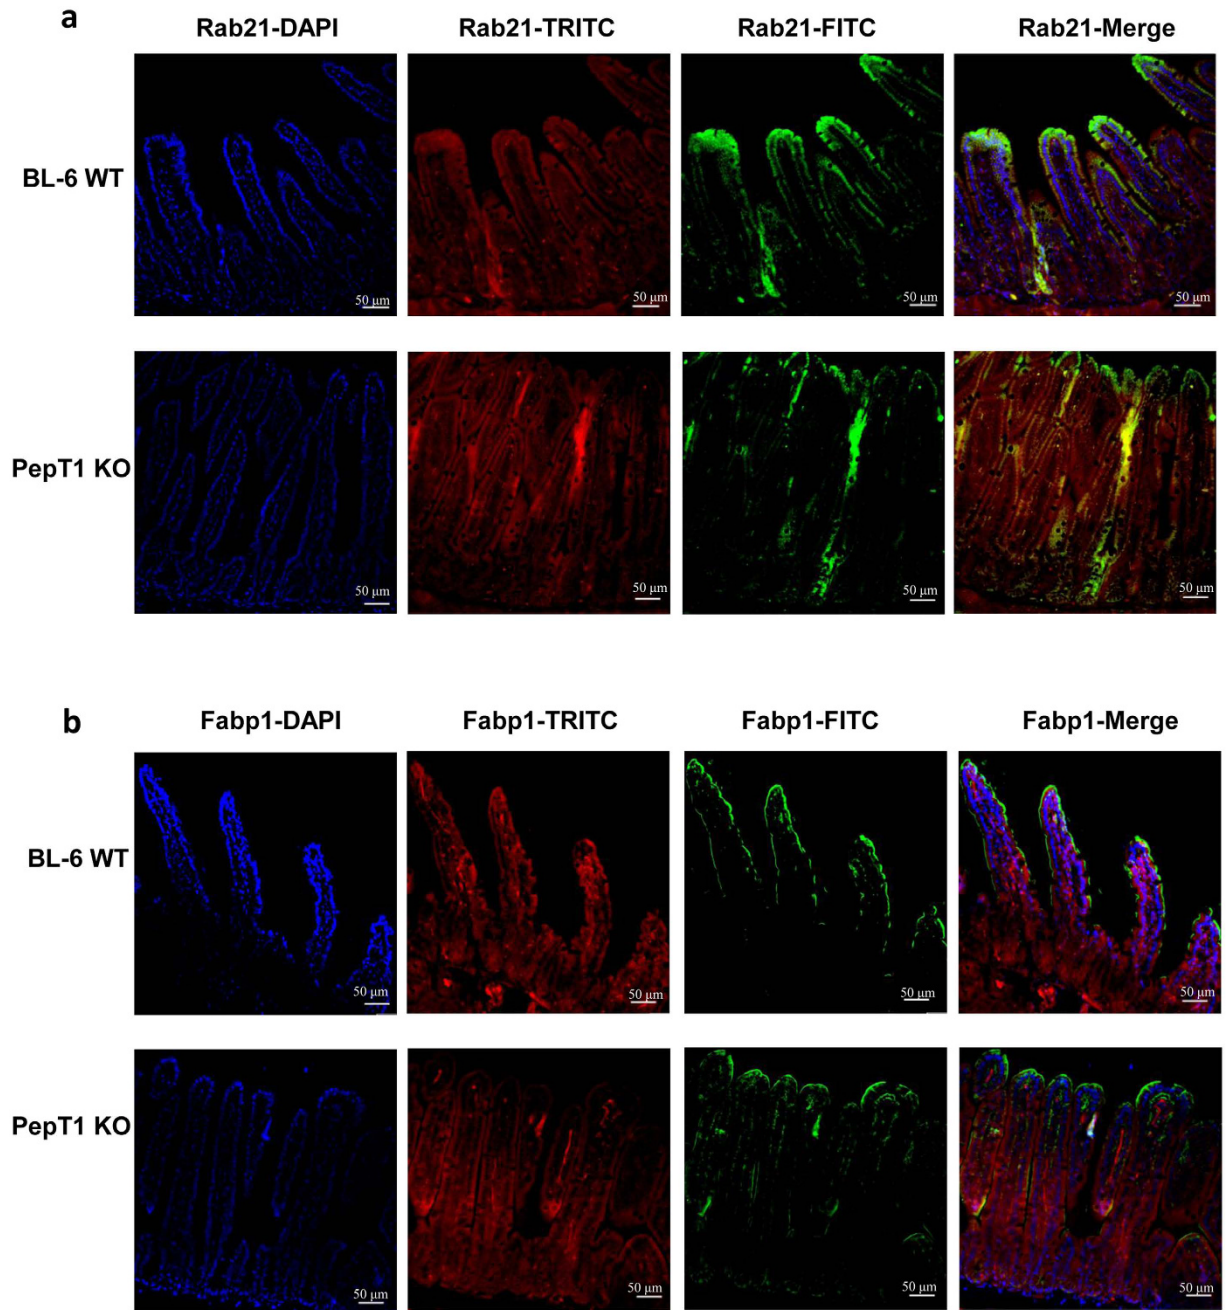 a
Rab21-DAPI Rab21-TRITC Rab21-FITC Rab21-Merge
BL-6 WT
50 μm 50 μm 50 μm 50 μm
PepT1 KO
50 μm 50 μm 50 μm 50 μm
b
Fabp1-DAPI Fabp1-TRITC Fabp1-FITC Fabp1-Merge
BL-6 WT
50 μm 50 μm 50 μm 50 μm
PepT1 KO
50 μm 50 μm 50 μm 50 μm